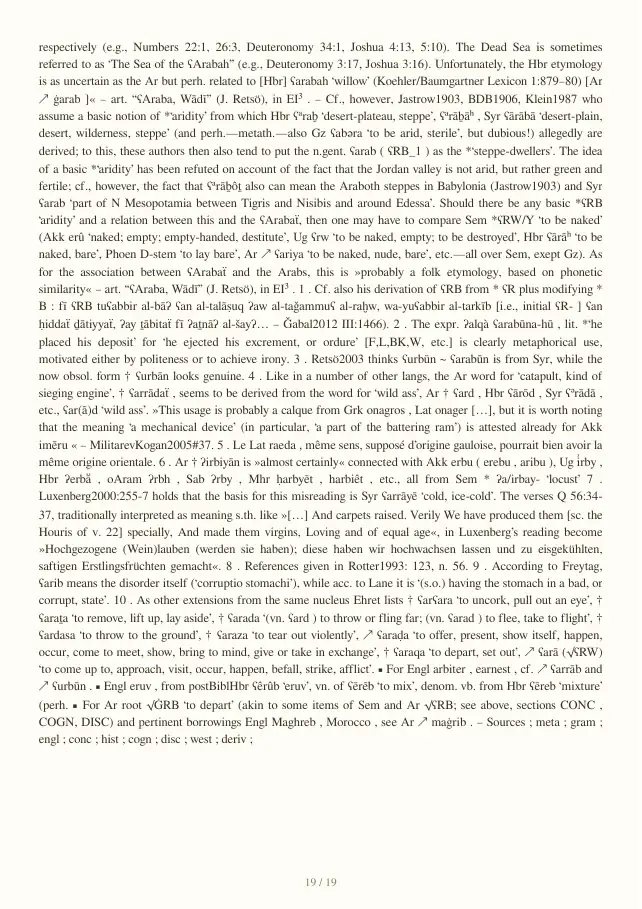 respectively (e.g., Numbers 22:1, 26:3, Deuteronomy 34:1, Joshua 4:13, 5:10). The Dead Sea is sometimes
referred to as ‘The Sea of the ʕArabah” (e.g., Deuteronomy 3:17, Joshua 3:16). Unfortunately, the Hbr etymology
is as uncertain as the Ar but perh. related to [Hbr] ʕarabah ‘willow’ (Koehler/Baumgartner Lexicon 1:879–80) [Ar
↗ ġarab ]« – art. “ʕAraba, Wādī” (J. Retsö), in EI³ . – Cf., however, Jastrow1903, BDB1906, Klein1987 who
assume a basic notion of *‘aridity’ from which Hbr ʕᵃraḇ ‘desert-plateau, steppe’, ʕᵃrāḇāʰ , Syr ʕārābā ‘desert-plain,
desert, wilderness, steppe’ (and perh.—metath.—also Gz ʕabəra ‘to be arid, sterile’, but dubious!) allegedly are
derived; to this, these authors then also tend to put the n.gent. ʕarab ( ʕRB_1 ) as the *‘steppe-dwellers’. The idea
of a basic *‘aridity’ has been refuted on account of the fact that the Jordan valley is not arid, but rather green and
fertile; cf., however, the fact that ʕᵃrāḇôṯ also can mean the Araboth steppes in Babylonia (Jastrow1903) and Syr
ʕarab ‘part of N Mesopotamia between Tigris and Nisibis and around Edessa’. Should there be any basic *ʕRB
‘aridity’ and a relation between this and the ʕArabaẗ, then one may have to compare Sem *ʕRW/Y ‘to be naked’
(Akk erû ‘naked; empty; empty-handed, destitute’, Ug ʕrw ‘to be naked, empty; to be destroyed’, Hbr ʕārāʰ ‘to be
naked, bare’, Phoen D-stem ‘to lay bare’, Ar ↗ ʕariya ‘to be naked, nude, bare’, etc.—all over Sem, exept Gz). As
for the association between ʕArabaẗ and the Arabs, this is »probably a folk etymology, based on phonetic
similarity« – art. “ʕAraba, Wādī” (J. Retsö), in EI³ . 1 . Cf. also his derivation of ʕRB from * ʕR plus modifying *
B : fī ʕRB tuʕabbir al-bāʔ ʕan al-talāṣuq ʔaw al-taǧammuʕ al-raḫw, wa-yuʕabbir al-tarkīb [i.e., initial ʕR- ] ʕan
ḥiddaẗ ḏātiyyaẗ, ʔay ṯābitaẗ fī ʔaṯnāʔ al-šayʔ… – Ǧabal2012 III:1466). 2 . The expr. ʔalqà ʕarabūna-hū , lit. *‘he
placed his deposit’ for ‘he ejected his excrement, or ordure’ [F,L,BK,W, etc.] is clearly metaphorical use,
motivated either by politeness or to achieve irony. 3 . Retsö2003 thinks ʕurbūn ~ ʕarabūn is from Syr, while the
now obsol. form † ʕurbān looks genuine. 4 . Like in a number of other langs, the Ar word for ‘catapult, kind of
sieging engine’, † ʕarrādaẗ , seems to be derived from the word for ‘wild ass’, Ar † ʕard , Hbr ʕārōd , Syr ʕᵃrādā ,
etc., ʕar(ā)d ‘wild ass’. »This usage is probably a calque from Grk onagros , Lat onager […], but it is worth noting
that the meaning ‘a mechanical device’ (in particular, ‘a part of the battering ram’) is attested already for Akk
imēru « – MilitarevKogan2005#37. 5 . Le Lat raeda , même sens, supposé d’origine gauloise, pourrait bien avoir la
même origine orientale. 6 . Ar † ʔirbiyān is »almost certainly« connected with Akk erbu ( erebu , aribu ), Ug i͗rby ,
Hbr ʔerbǟ , oAram ʔrbh , Sab ʔrby , Mhr ḥarbyēt , harbiêt , etc., all from Sem * ʔa/irbay- ‘locust’ 7 .
Luxenberg2000:255-7 holds that the basis for this misreading is Syr ʕarrāyē ‘cold, ice-cold’. The verses Q 56:34-
37, traditionally interpreted as meaning s.th. like »[…] And carpets raised. Verily We have produced them [sc. the
Houris of v. 22] specially, And made them virgins, Loving and of equal age«, in Luxenberg’s reading become
»Hochgezogene (Wein)lauben (werden sie haben); diese haben wir hochwachsen lassen und zu eisgekühlten,
saftigen Erstlingsfrüchten gemacht«. 8 . References given in Rotter1993: 123, n. 56. 9 . According to Freytag,
ʕarib means the disorder itself (‘corruptio stomachi’), while acc. to Lane it is ‘(s.o.) having the stomach in a bad, or
corrupt, state’. 10 . As other extensions from the same nucleus Ehret lists † ʕarʕara ‘to uncork, pull out an eye’, †
ʕaraṯa ‘to remove, lift up, lay aside’, † ʕarada ‘(vn. ʕard ) to throw or fling far; (vn. ʕarad ) to flee, take to flight’, †
ʕardasa ‘to throw to the ground’, † ʕaraza ‘to tear out violently’, ↗ ʕaraḍa ‘to offer, present, show itself, happen,
occur, come to meet, show, bring to mind, give or take in exchange’, † ʕaraqa ‘to depart, set out’, ↗ ʕarā (√ʕRW)
‘to come up to, approach, visit, occur, happen, befall, strike, afflict’. ▪ For Engl arbiter , earnest , cf. ↗ ʕarrāb and
↗ ʕurbūn . ▪ Engl eruv , from postBiblHbr ʕêrûb ‘eruv’, vn. of ʕērēb ‘to mix’, denom. vb. from Hbr ʕēreb ‘mixture’
(perh. ▪ For Ar root √ĠRB ‘to depart’ (akin to some items of Sem and Ar √ʕRB; see above, sections CONC ,
COGN, DISC) and pertinent borrowings Engl Maghreb , Morocco , see Ar ↗ maġrib . – Sources ; meta ; gram ;
engl ; conc ; hist ; cogn ; disc ; west ; deriv ;
19 / 19